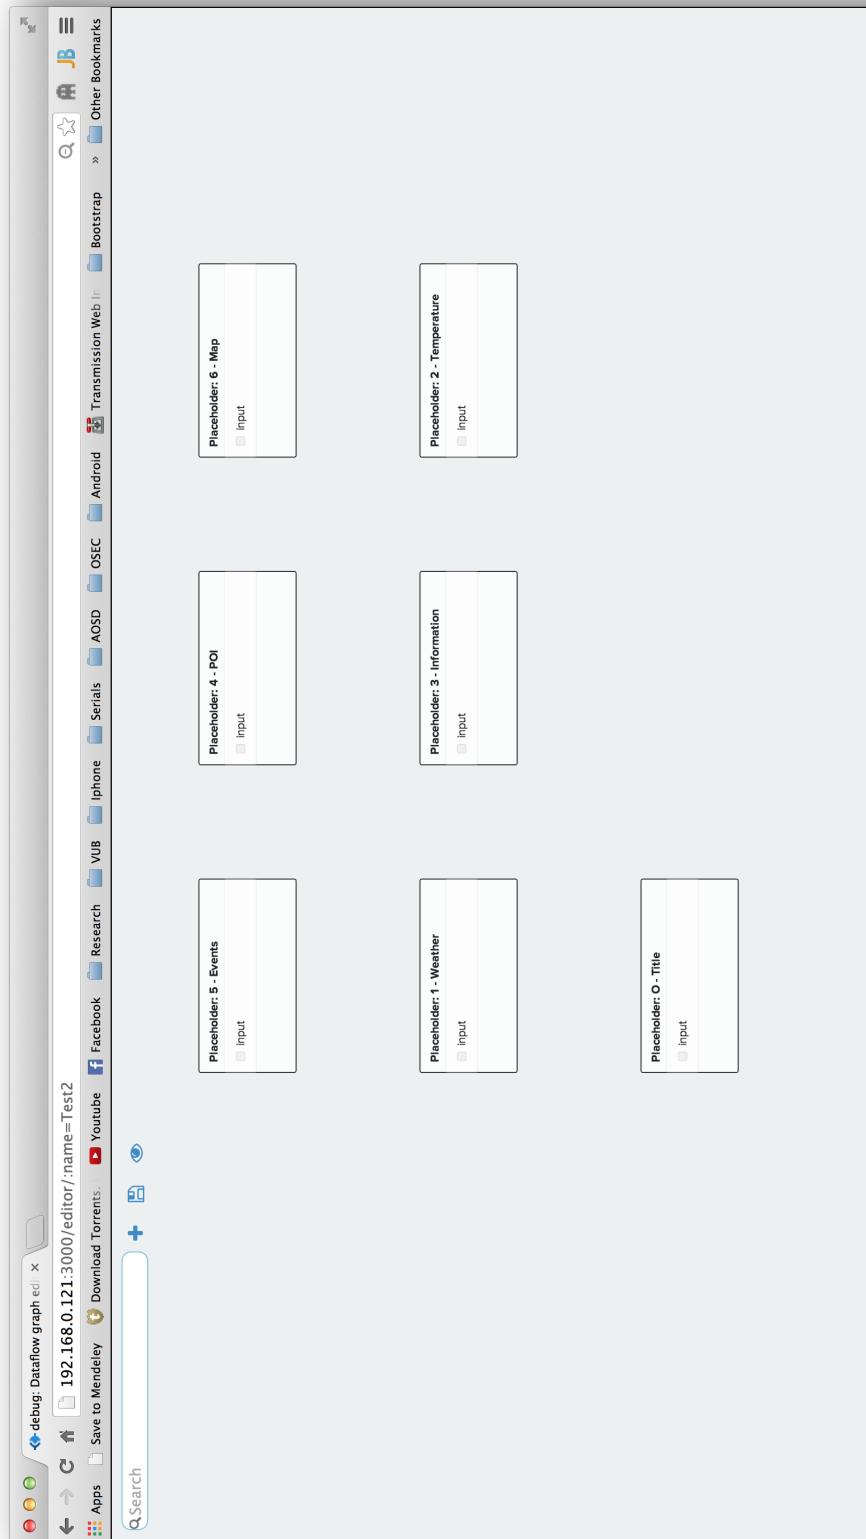 debug: Dataflow graph edi
192.168.0.121:3000/editor/:name=Test2
JB
Apps Save to Mendeley Download Torrents. Youtube Facebook Research VUB Iphone Serials AOSD OSEC Android Transmission Web In Bootstrap » Other Bookmarks
Search
Placeholder: 5 - Events
input
Placeholder: 4 - POI
input
Placeholder: 6 - Map
input
Placeholder: 1 - Weather
input
Placeholder: 3 - Information
input
Placeholder: 2 - Temperature
input
Placeholder: O - Title
input